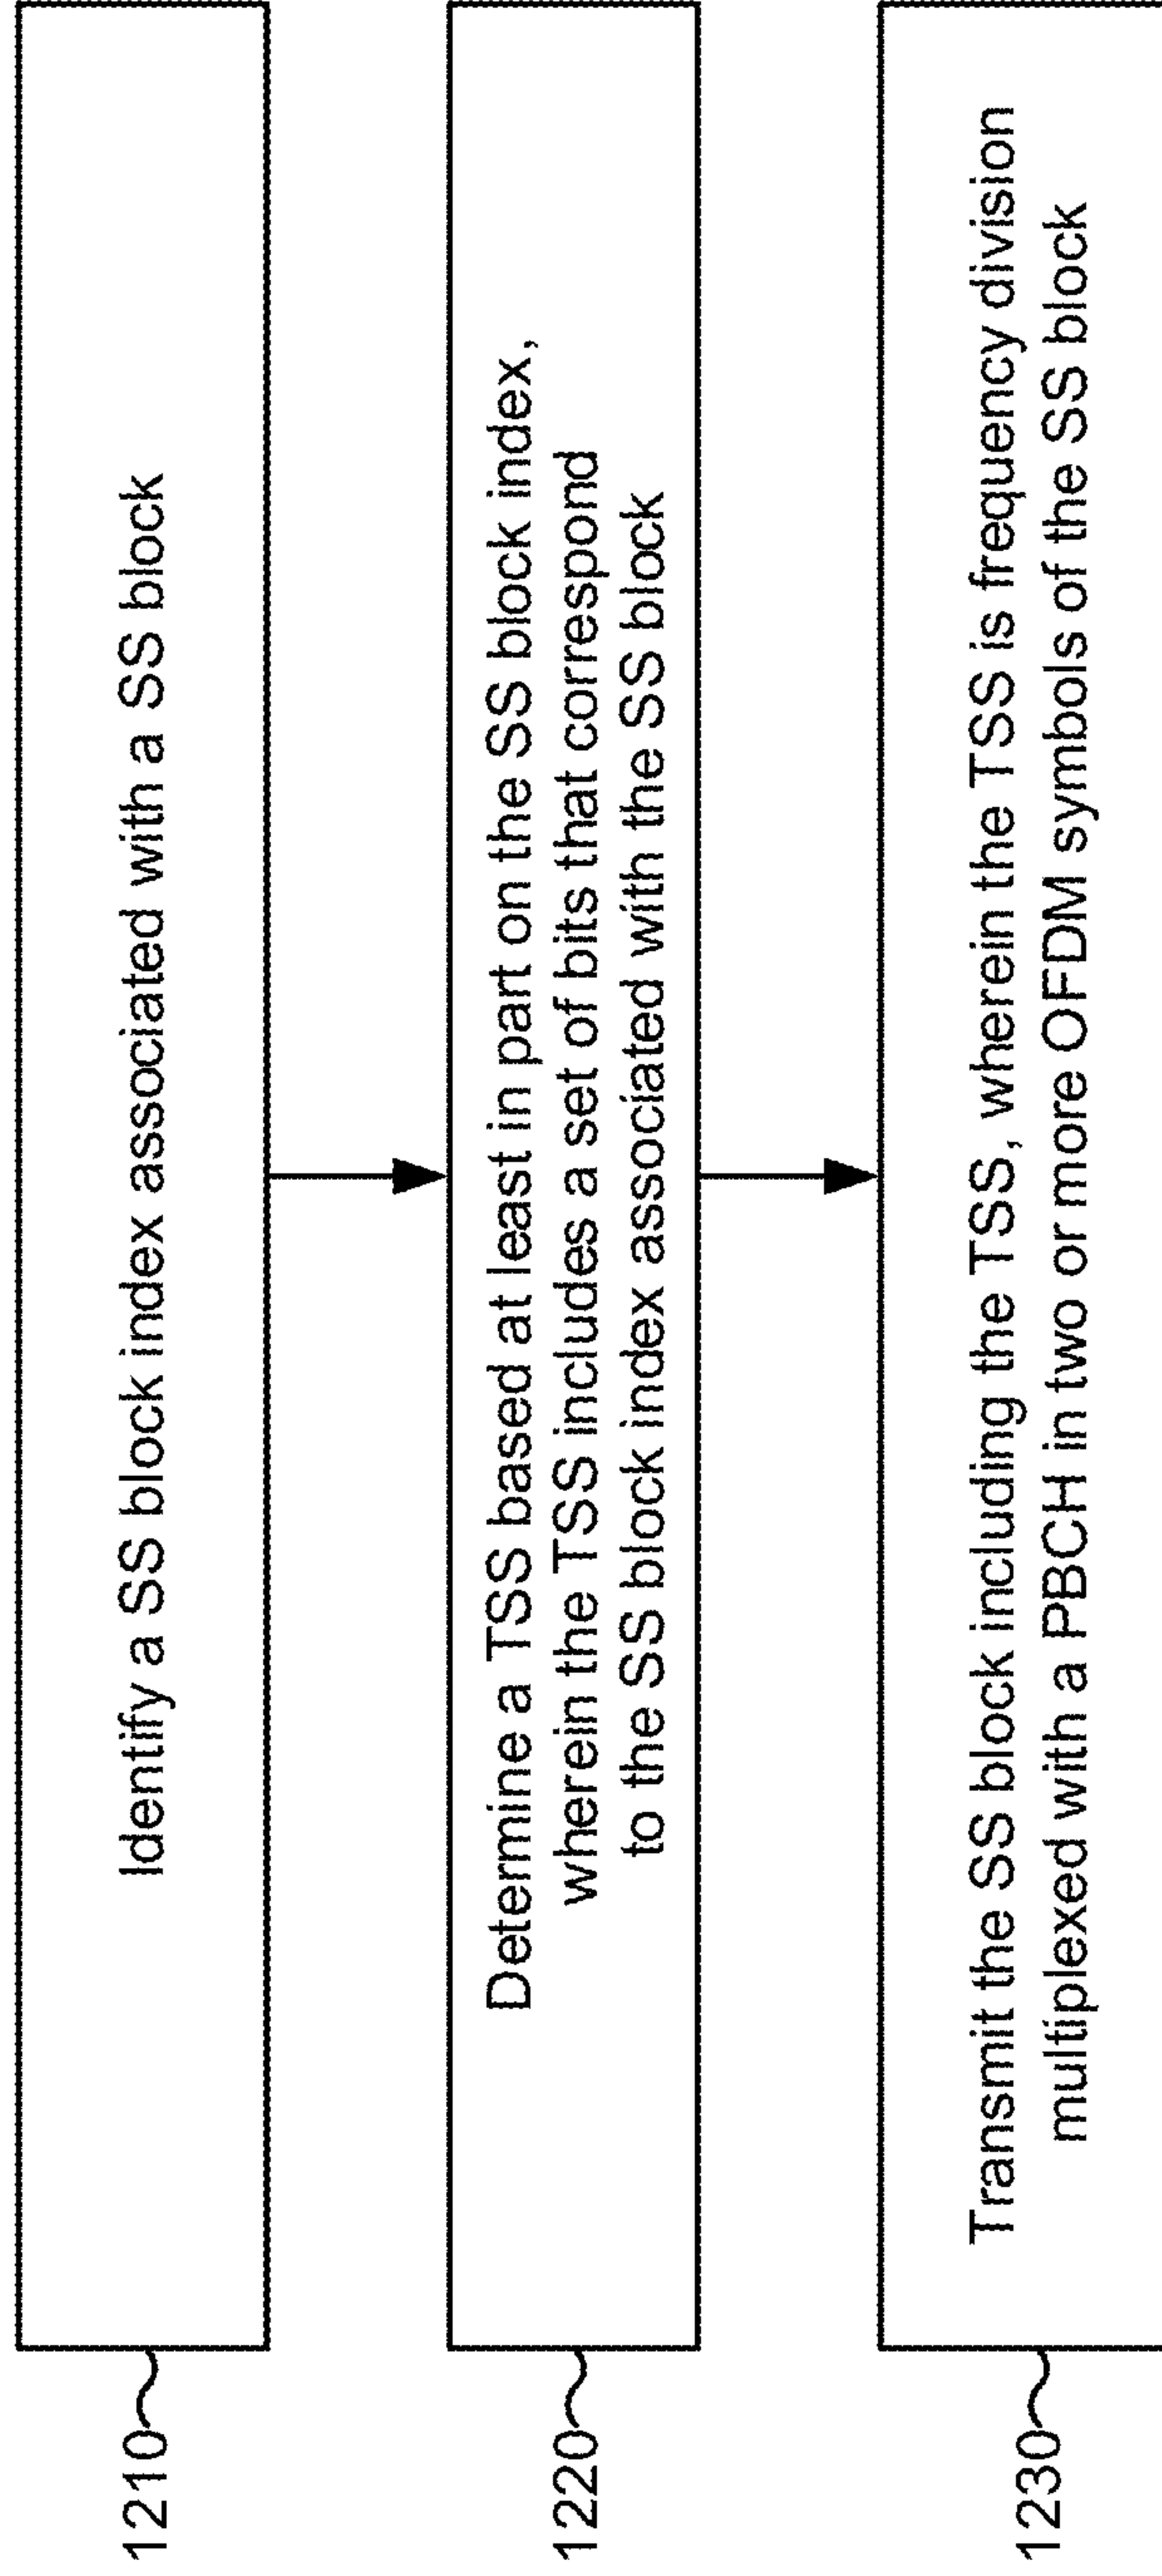 1210
Identify a SS block index associated with a SS block
1220
Determine a TSS based at least in part on the SS block index,
wherein the TSS includes a set of bits that correspond
to the SS block index associated with the SS block
1230
Transmit the SS block including the TSS, wherein the TSS is frequency division
multiplexed with a PBCH in two or more OFDM symbols of the SS block